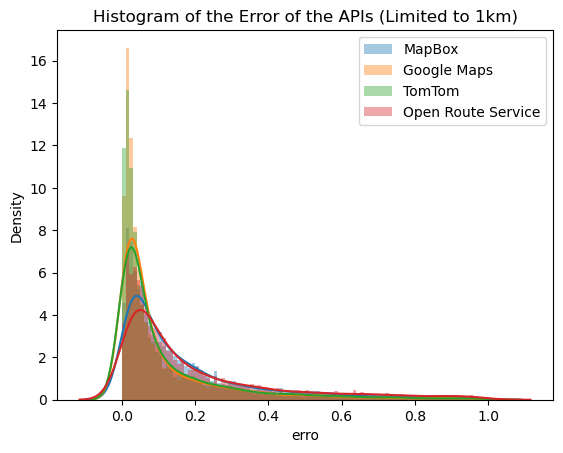 Histogram of the Error of the APIs (Limited to 1km)
MapBox
Google Maps
TomTom
Open Route Service
Density
16
14
12
10
8
6
4
2
0
0.0 0.2 0.4 0.6 0.8 1.0
erro